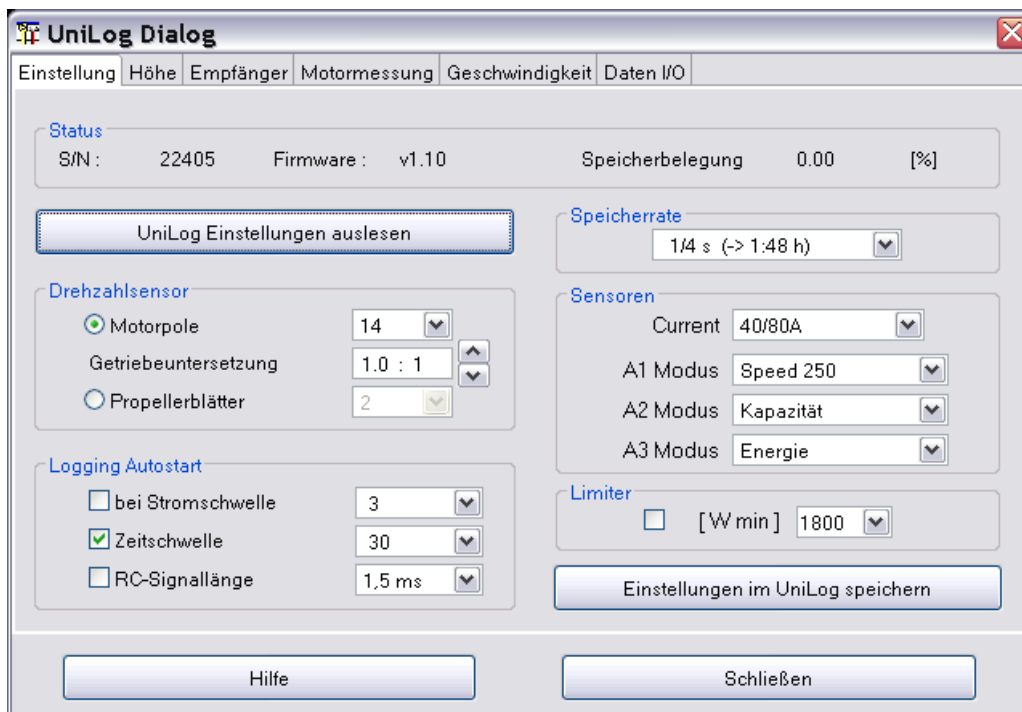 UniLog Dialog
Einstellung Höhe Empfänger Motormessung Geschwindigkeit Daten I/O
Status
S/N : 22405 Firmware : v1.10 Speicherbelegung 0.00 [%]
UniLog Einstellungen auslesen
Speicherrate
1/4 s (-> 1:48 h)
Drehzahlsensor
Motorpole 14
Getriebeuntersetzung 1.0 : 1
Propellerblätter 2
Sensoren
Current 40/80A
A1 Modus Speed 250
A2 Modus Kapazität
A3 Modus Energie
Logging Autostart
bei Stromschwelle 3
Zeitschwelle 30
RC-Signallänge 1,5 ms
Limiter
[ W min ] 1800
Einstellungen im UniLog speichern
Hilfe Schließen